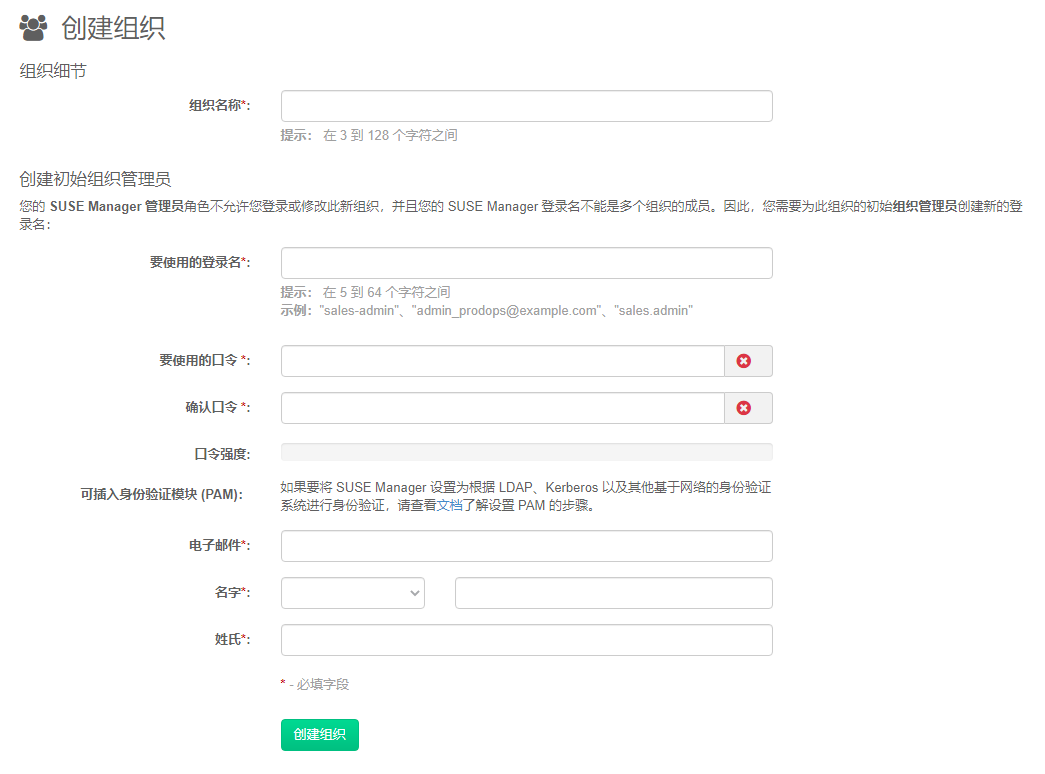 创建组织
组织细节
组织名称*:
提示: 在 3 到 128 个字符之间
创建初始组织管理员
您的 SUSE Manager 管理员角色不允许您登录或修改此新组织，并且您的 SUSE Manager 登录名不能是多个组织的成员。因此，您需要为此组织的初始组织管理员创建新的登
录名：
要使用的登录名*:
提示: 在 5 到 64 个字符之间
示例："sales-admin"、"admin_prodops@example.com"、"sales.admin"
要使用的口令 *:
确认口令 *:
口令强度:
可插入身份验证模块 (PAM)：
如果要将 SUSE Manager 设置为根据 LDAP、Kerberos 以及其他基于网络的身份验证
系统进行身份验证，请查看文档了解设置 PAM 的步骤。
电子邮件*:
名字*:
姓氏*:
* - 必填字段
创建组织